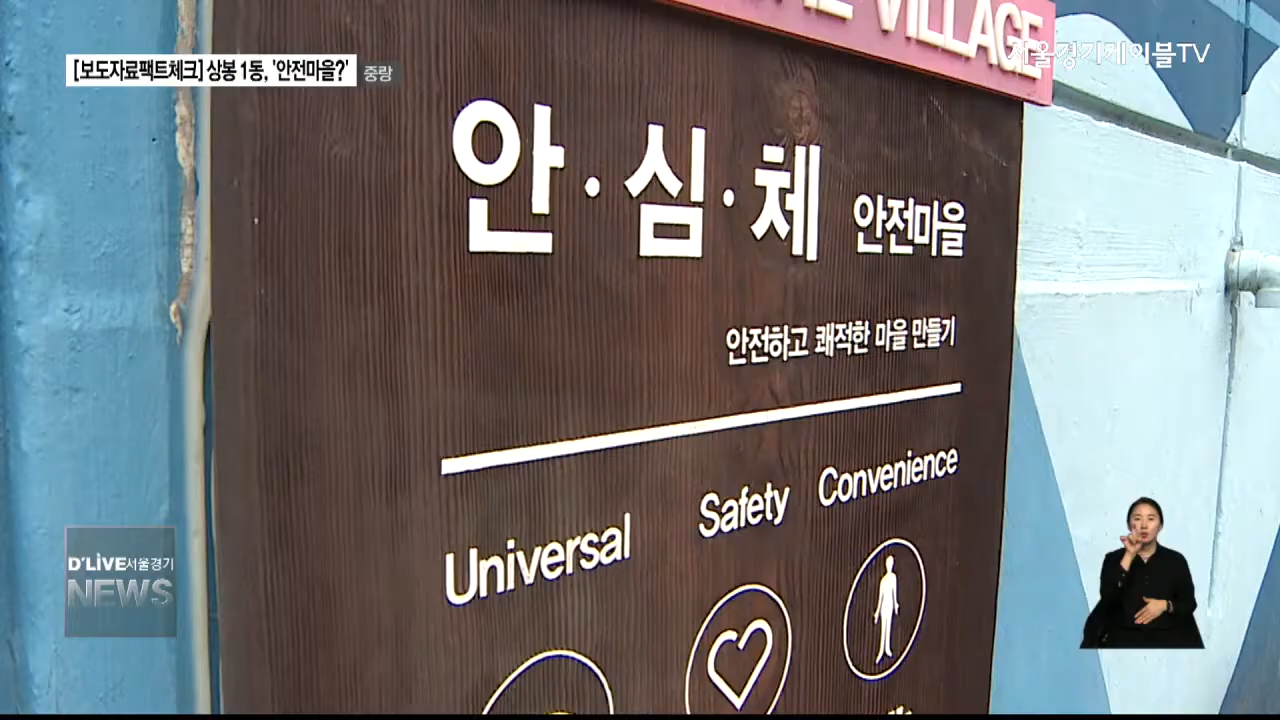 VILLAGE
서울경기케이블TV
[보도자료팩트체크] 상봉 1동, '안전마을?' 중랑
안·심·체 안전마을
안전하고 쾌적한 마을 만들기
Universal Safety Convenience
D'LIVE서울경기
NEWS